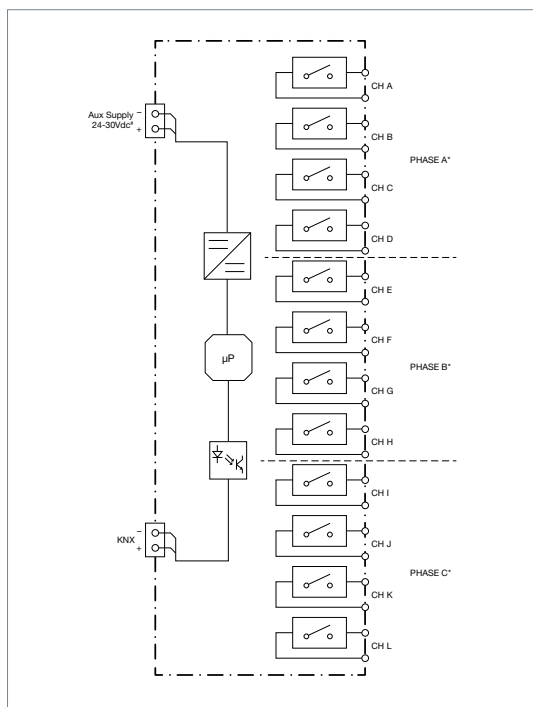 CH A
Aux Supply −
24-30Vdc# +
CH B
PHASE A*
CH C
CH D
CH E
CH F
µP
PHASE B*
CH G
CH H
CH I
KNX
−
+
CH J
PHASE C*
CH K
CH L